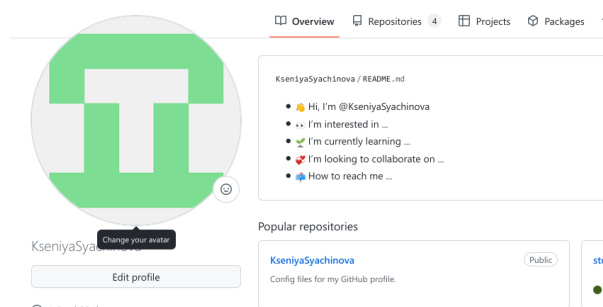 Overview Repositories 4 Projects Packages
KseniyaSyachinova / README.md
Hi, I'm @KseniyaSyachinova
I'm interested in ...
I'm currently learning ...
I'm looking to collaborate on ...
How to reach me ...
Change your avatar
Popular repositories
Edit profile
KseniyaSyachinova Public
Config files for my GitHub profile.